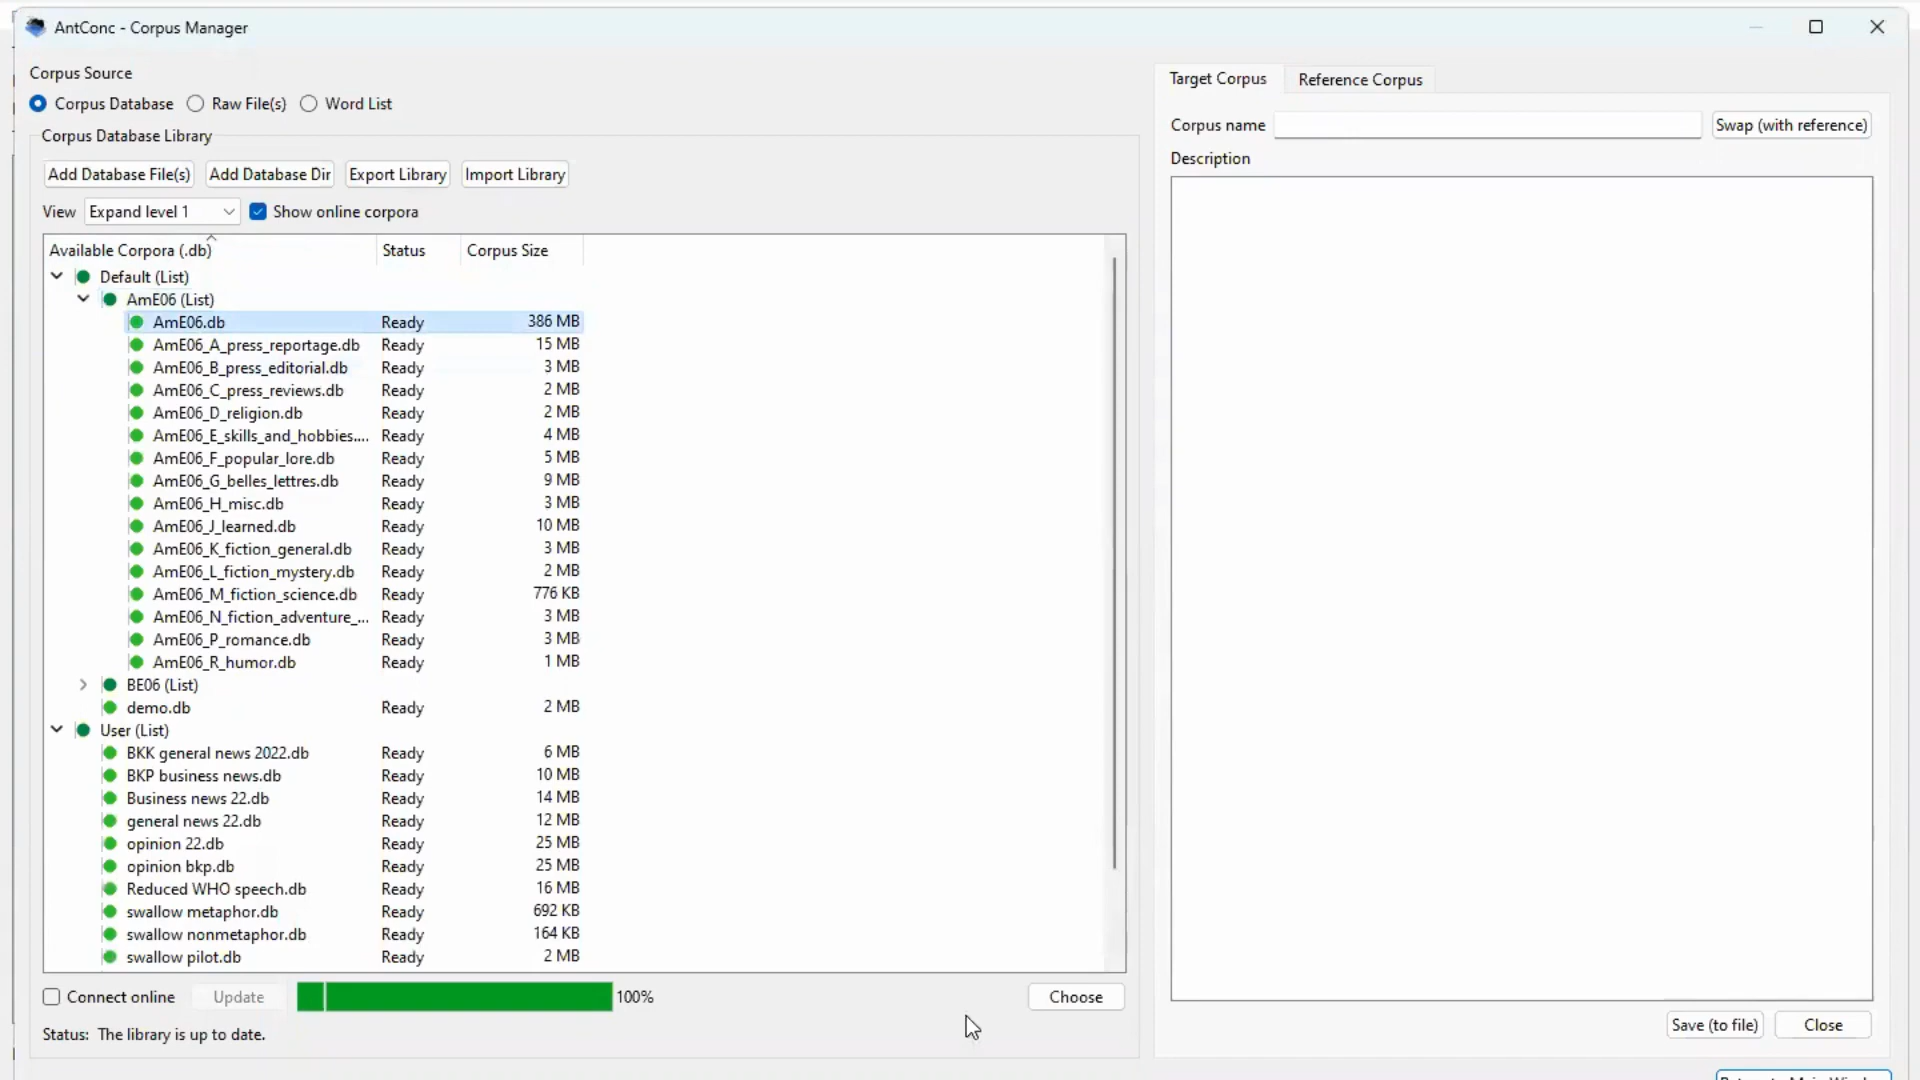 AntConc - Corpus Manager
Corpus Source
Corpus Database Raw File(s) Word List
Corpus Database Library
Add Database File(s) Add Database Dir Export Library Import Library
View Expand level 1 Show online corpora
Available Corpora (.db) Status Corpus Size
Default (List)
AmE06 (List)
AmE06.db Ready 386 MB
AmE06_A_press_reportage.db Ready 15 MB
AmE06_B_press_editorial.db Ready 3 MB
AmE06_C_press_reviews.db Ready 2 MB
AmE06_D_religion.db Ready 2 MB
AmE06_E_skills_and_hobbies.... Ready 4 MB
AmE06_F_popular_lore.db Ready 5 MB
AmE06_G_belles_lettres.db Ready 9 MB
AmE06_H_misc.db Ready 3 MB
AmE06_J_learned.db Ready 10 MB
AmE06_K_fiction_general.db Ready 3 MB
AmE06_L_fiction_mystery.db Ready 2 MB
AmE06_M_fiction_science.db Ready 776 KB
AmE06_N_fiction_adventure_... Ready 3 MB
AmE06_P_romance.db Ready 3 MB
AmE06_R_humor.db Ready 1 MB
BE06 (List)
demo.db Ready 2 MB
User (List)
BKK general news 2022.db Ready 6 MB
BKP business news.db Ready 10 MB
Business news 22.db Ready 14 MB
general news 22.db Ready 12 MB
opinion 22.db Ready 25 MB
opinion bkp.db Ready 25 MB
Reduced WHO speech.db Ready 16 MB
swallow metaphor.db Ready 692 KB
swallow nonmetaphor.db Ready 164 KB
swallow pilot.db Ready 2 MB
Connect online Update 100% Choose
Status: The library is up to date.
Target Corpus Reference Corpus
Corpus name Swap (with reference)
Description
Save (to file) Close